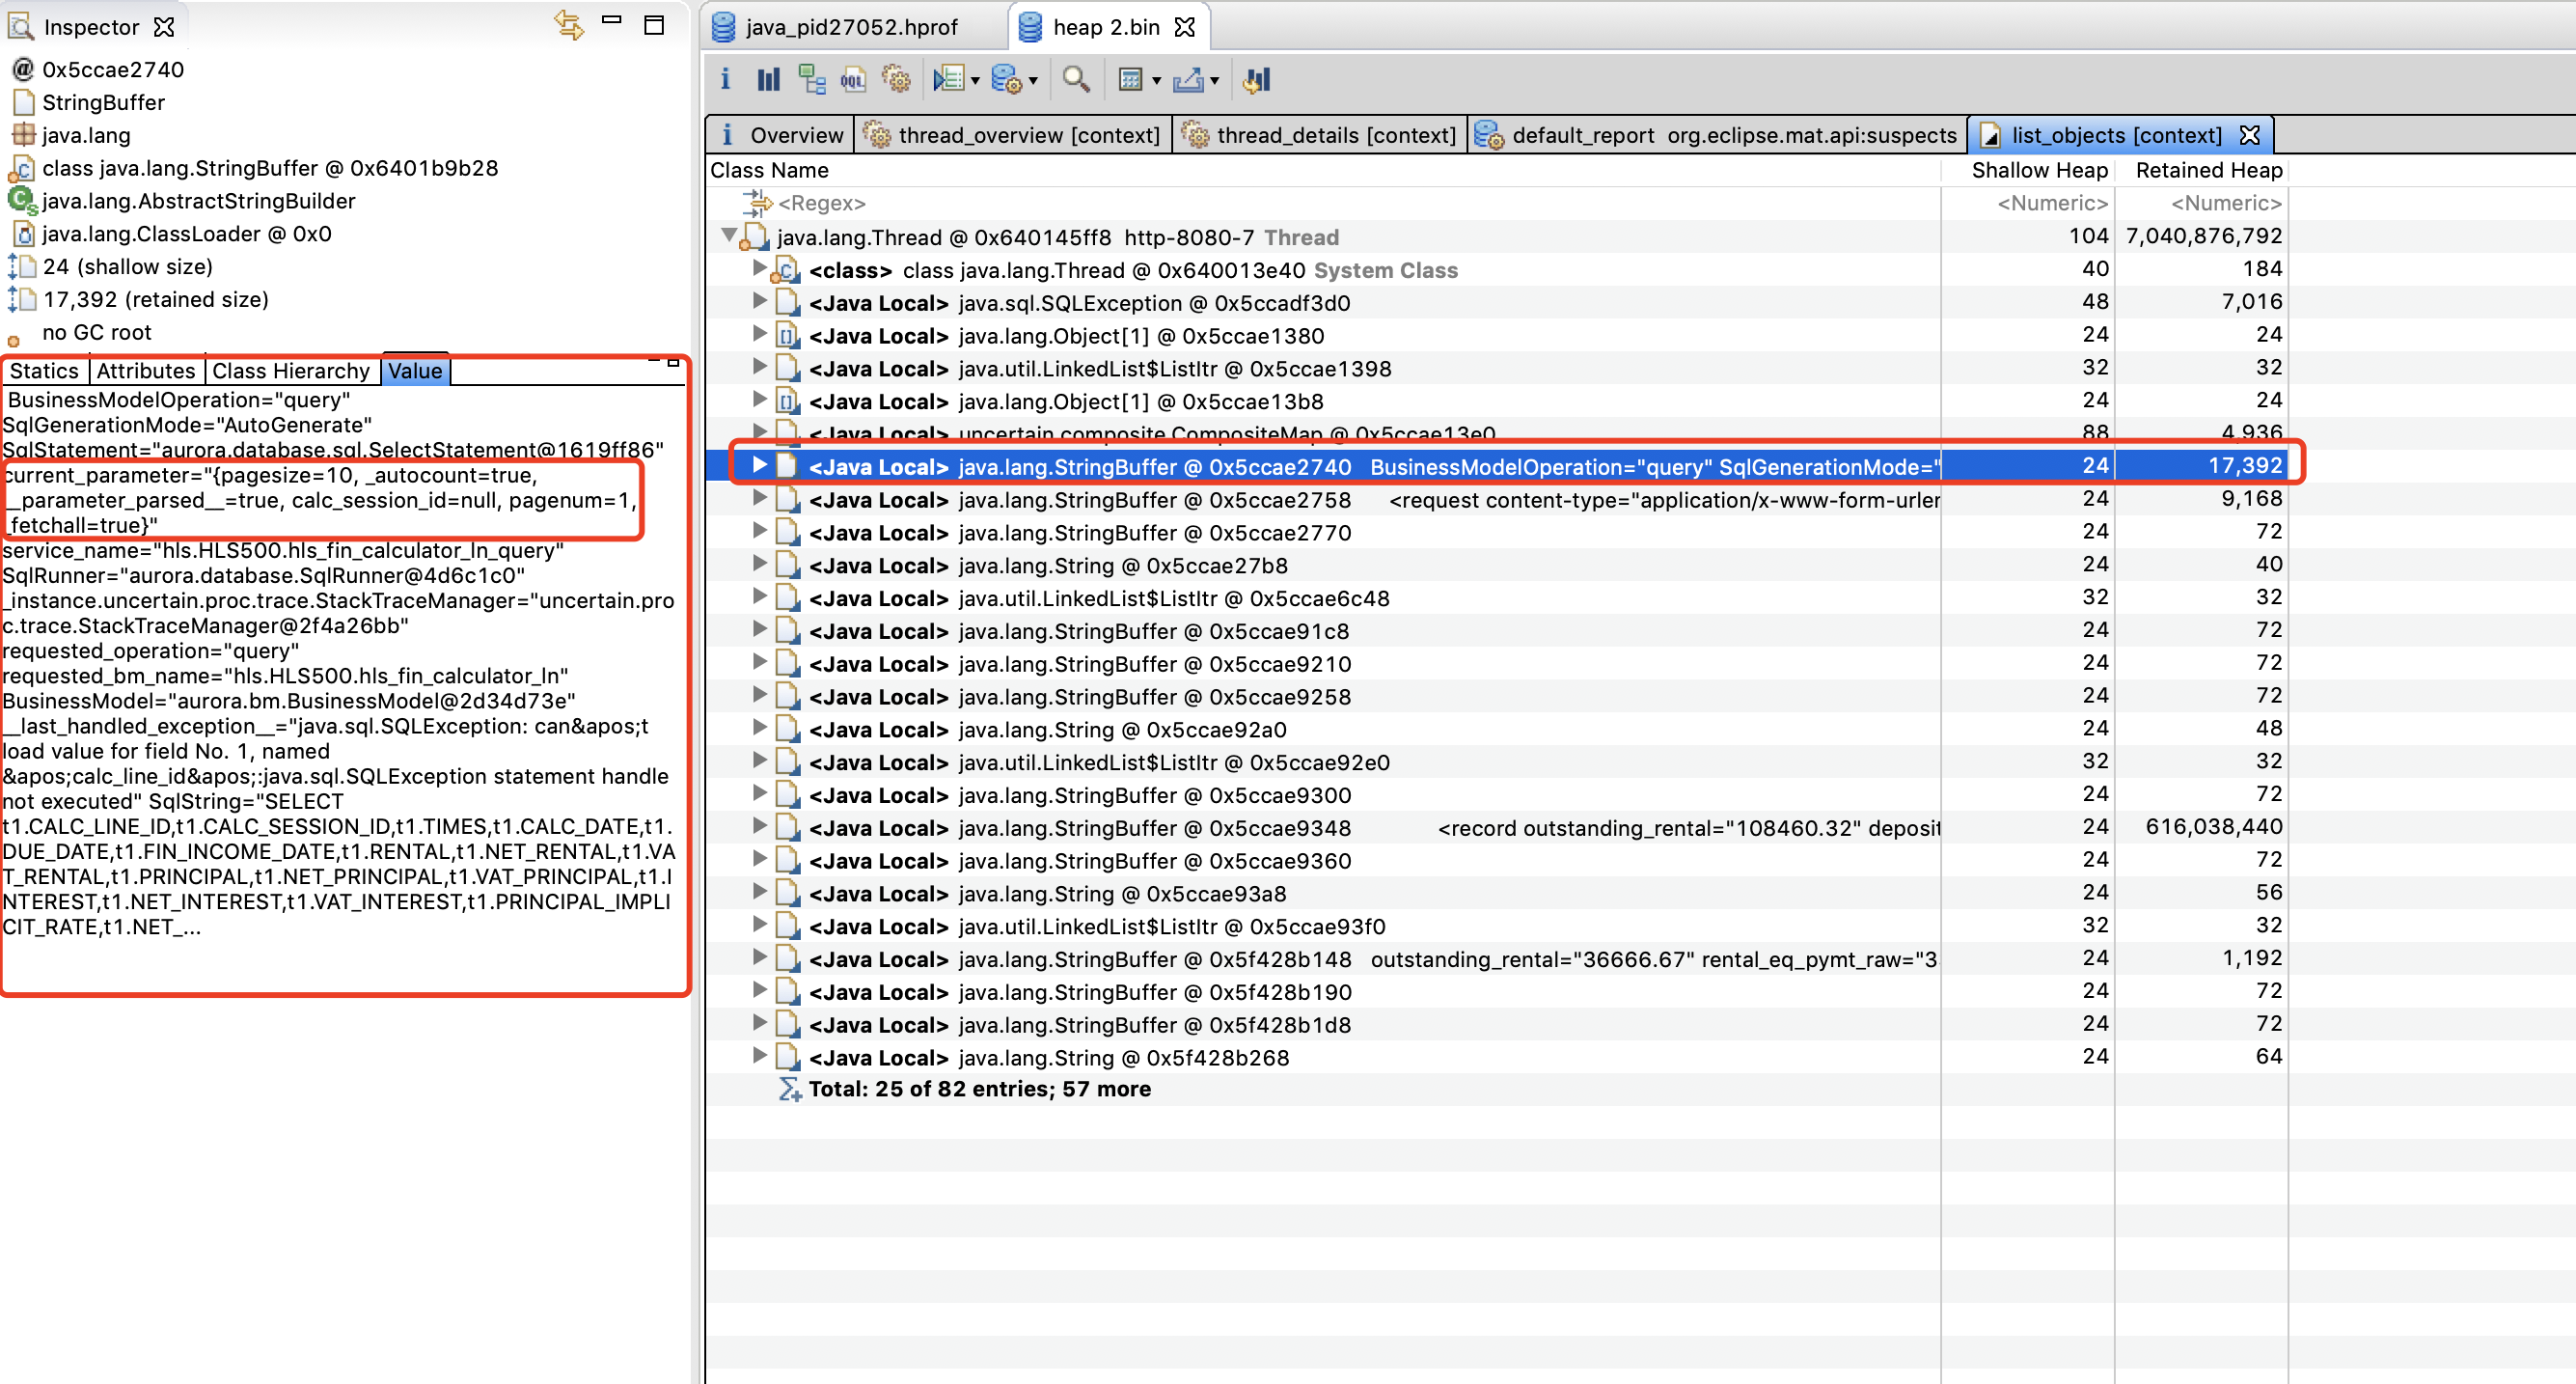 Inspector
@ 0x5ccae2740
StringBuffer
java.lang
class java.lang.StringBuffer @ 0x6401b9b28
java.lang.AbstractStringBuilder
java.lang.ClassLoader @ 0x0
24 (shallow size)
17,392 (retained size)
no GC root
Statics Attributes Class Hierarchy Value
BusinessModelOperation="query"
SqlGenerationMode="AutoGenerate"
SqlStatement="aurora.database.sql.SelectStatement@1619ff86"
current_parameter="{pagesize=10, _autocount=true,
__parameter_parsed__=true, calc_session_id=null, pagenum=1,
_fetchall=true}"
service_name="hls.HLS500.hls_fin_calculator_ln_query"
SqlRunner="aurora.database.SqlRunner@4d6c1c0"
_instance.uncertain.proc.trace.StackTraceManager="uncertain.pro
c.trace.StackTraceManager@2f4a26bb"
requested_operation="query"
requested_bm_name="hls.HLS500.hls_fin_calculator_ln"
BusinessModel="aurora.bm.BusinessModel@2d34d73e"
__last_handled_exception__="java.sql.SQLException: can&apos;t
load value for field No. 1, named
&apos;calc_line_id&apos;:java.sql.SQLException statement handle
not executed" SqlString="SELECT
t1.CALC_LINE_ID,t1.CALC_SESSION_ID,t1.TIMES,t1.CALC_DATE,t1.
DUE_DATE,t1.FIN_INCOME_DATE,t1.RENTAL,t1.NET_RENTAL,t1.VA
T_RENTAL,t1.PRINCIPAL,t1.NET_PRINCIPAL,t1.VAT_PRINCIPAL,t1.I
NTEREST,t1.NET_INTEREST,t1.VAT_INTEREST,t1.PRINCIPAL_IMPLI
CIT_RATE,t1.NET_...
java_pid27052.hprof heap 2.bin
i OQL
i Overview thread_overview [context] thread_details [context] default_report org.eclipse.mat.api:suspects list_objects [context]
Class Name Shallow Heap Retained Heap
<Regex> <Numeric> <Numeric>
java.lang.Thread @ 0x640145ff8 http-8080-7 Thread 104 7,040,876,792
<class> class java.lang.Thread @ 0x640013e40 System Class 40 184
<Java Local> java.sql.SQLException @ 0x5ccadf3d0 48 7,016
<Java Local> java.lang.Object[1] @ 0x5ccae1380 24 24
<Java Local> java.util.LinkedList$ListItr @ 0x5ccae1398 32 32
<Java Local> java.lang.Object[1] @ 0x5ccae13b8 24 24
<Java Local> uncertain.composite.CompositeMap @ 0x5ccae13e0 88 4,936
<Java Local> java.lang.StringBuffer @ 0x5ccae2740 BusinessModelOperation="query" SqlGenerationMode=" 24 17,392
<Java Local> java.lang.StringBuffer @ 0x5ccae2758 <request content-type="application/x-www-form-urler 24 9,168
<Java Local> java.lang.StringBuffer @ 0x5ccae2770 24 72
<Java Local> java.lang.String @ 0x5ccae27b8 24 40
<Java Local> java.util.LinkedList$ListItr @ 0x5ccae6c48 32 32
<Java Local> java.lang.StringBuffer @ 0x5ccae91c8 24 72
<Java Local> java.lang.StringBuffer @ 0x5ccae9210 24 72
<Java Local> java.lang.StringBuffer @ 0x5ccae9258 24 72
<Java Local> java.lang.String @ 0x5ccae92a0 24 48
<Java Local> java.util.LinkedList$ListItr @ 0x5ccae92e0 32 32
<Java Local> java.lang.StringBuffer @ 0x5ccae9300 24 72
<Java Local> java.lang.StringBuffer @ 0x5ccae9348 <record outstanding_rental="108460.32" deposit 24 616,038,440
<Java Local> java.lang.StringBuffer @ 0x5ccae9360 24 72
<Java Local> java.lang.String @ 0x5ccae93a8 24 56
<Java Local> java.util.LinkedList$ListItr @ 0x5ccae93f0 32 32
<Java Local> java.lang.StringBuffer @ 0x5f428b148 outstanding_rental="36666.67" rental_eq_pymt_raw="3 24 1,192
<Java Local> java.lang.StringBuffer @ 0x5f428b190 24 72
<Java Local> java.lang.StringBuffer @ 0x5f428b1d8 24 72
<Java Local> java.lang.String @ 0x5f428b268 24 64
Total: 25 of 82 entries; 57 more